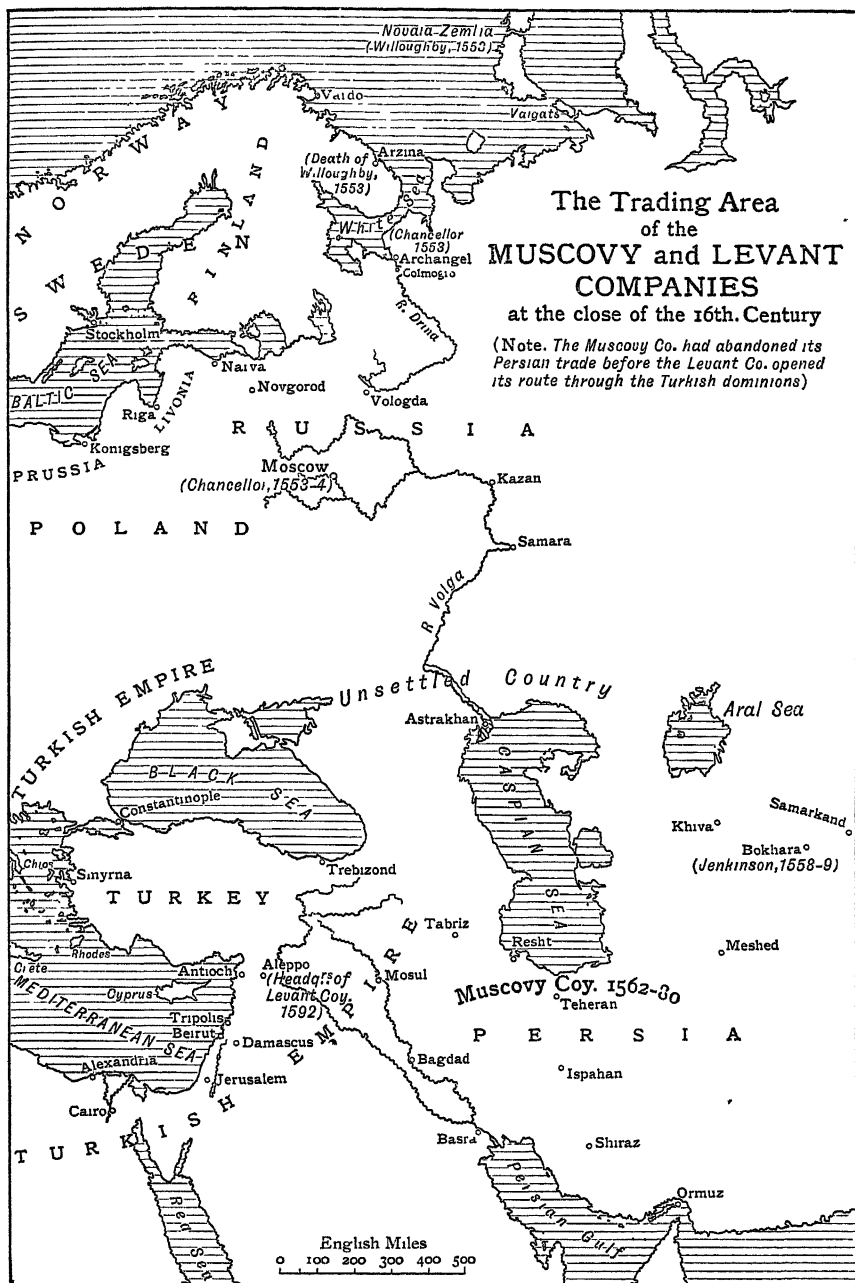 Novaia Zemlia
(Willoughby, 1553)
Vardo
Vaigats
NORWAY
Arzina
(Death of
Willoughby,
1553)
White Sea
(Chancellor
1553)
Archangel
Colmogro
SWEDEN
FINLAND
R. Drina
The Trading Area
of the
MUSCOVY and LEVANT
COMPANIES
at the close of the 16th. Century
(Note. The Muscovy Co. had abandoned its
Persian trade before the Levant Co. opened
its route through the Turkish dominions)
Stockholm
BALTIC SEA
Narva
Novgorod
Vologda
Riga
LIVONIA
Konigsberg
PRUSSIA
RUSSIA
Moscow
(Chancellor, 1553-4)
Kazan
POLAND
Samara
R Volga
Unsettled Country
TURKISH EMPIRE
Astrakhan
Aral Sea
BLACK SEA
CASPIAN SEA
Constantinople
Khiva
Samarkand
Bokhara
(Jenkinson, 1558-9)
Chios
Smyrna
Trebizond
TURKEY
Tabriz
Resht
Meshed
Rhodes
Crete
Antioch
Aleppo
(Headqrs of
Levant Coy.
1592)
Mosul
Muscovy Coy. 1562-80
Teheran
Cyprus
MEDITERRANEAN SEA
Tripolis
Beirut
Damascus
PERSIA
Alexandria
Jerusalem
Bagdad
Ispahan
Cairo
TURKISH EMPIRE
Basra
Shiraz
Red Sea
Persian Gulf
Ormuz
English Miles
0 100 200 300 400 500